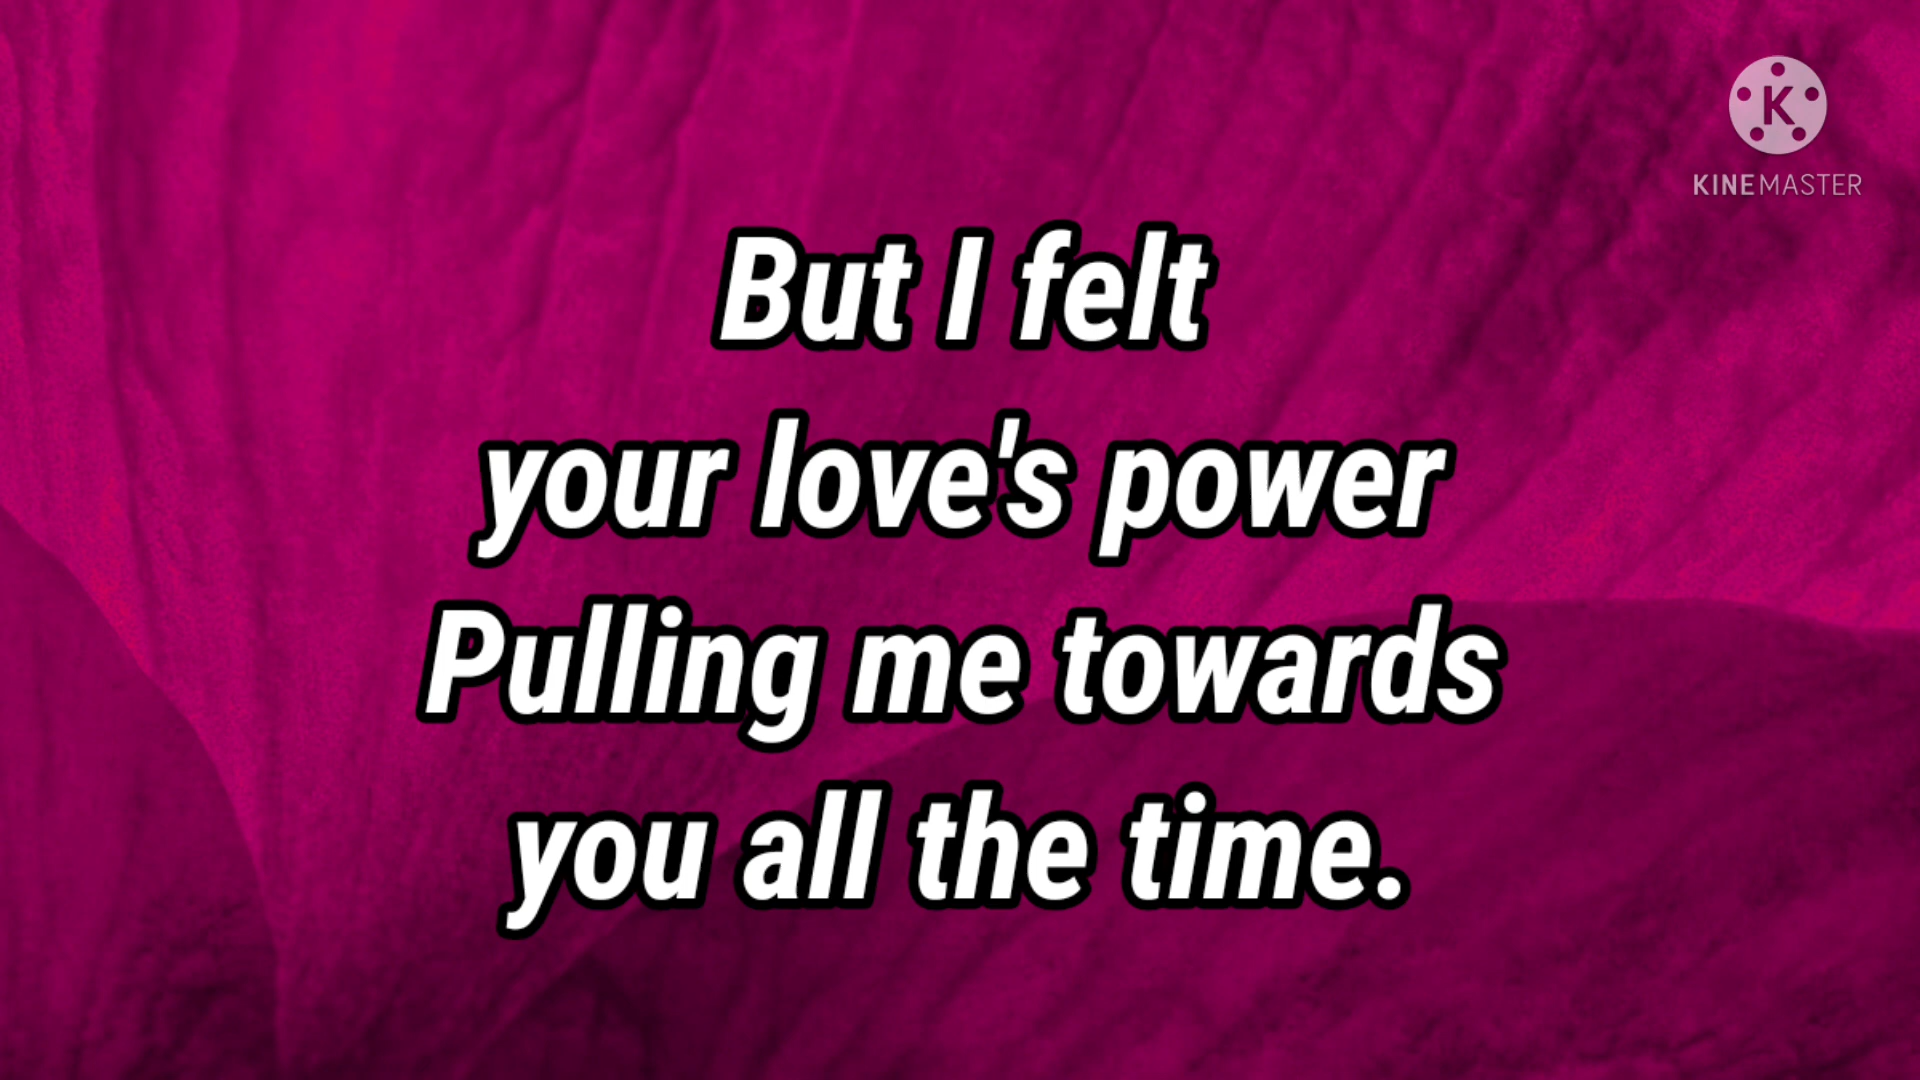 KINEMASTER
But I felt
your love's power
Pulling me towards
you all the time.